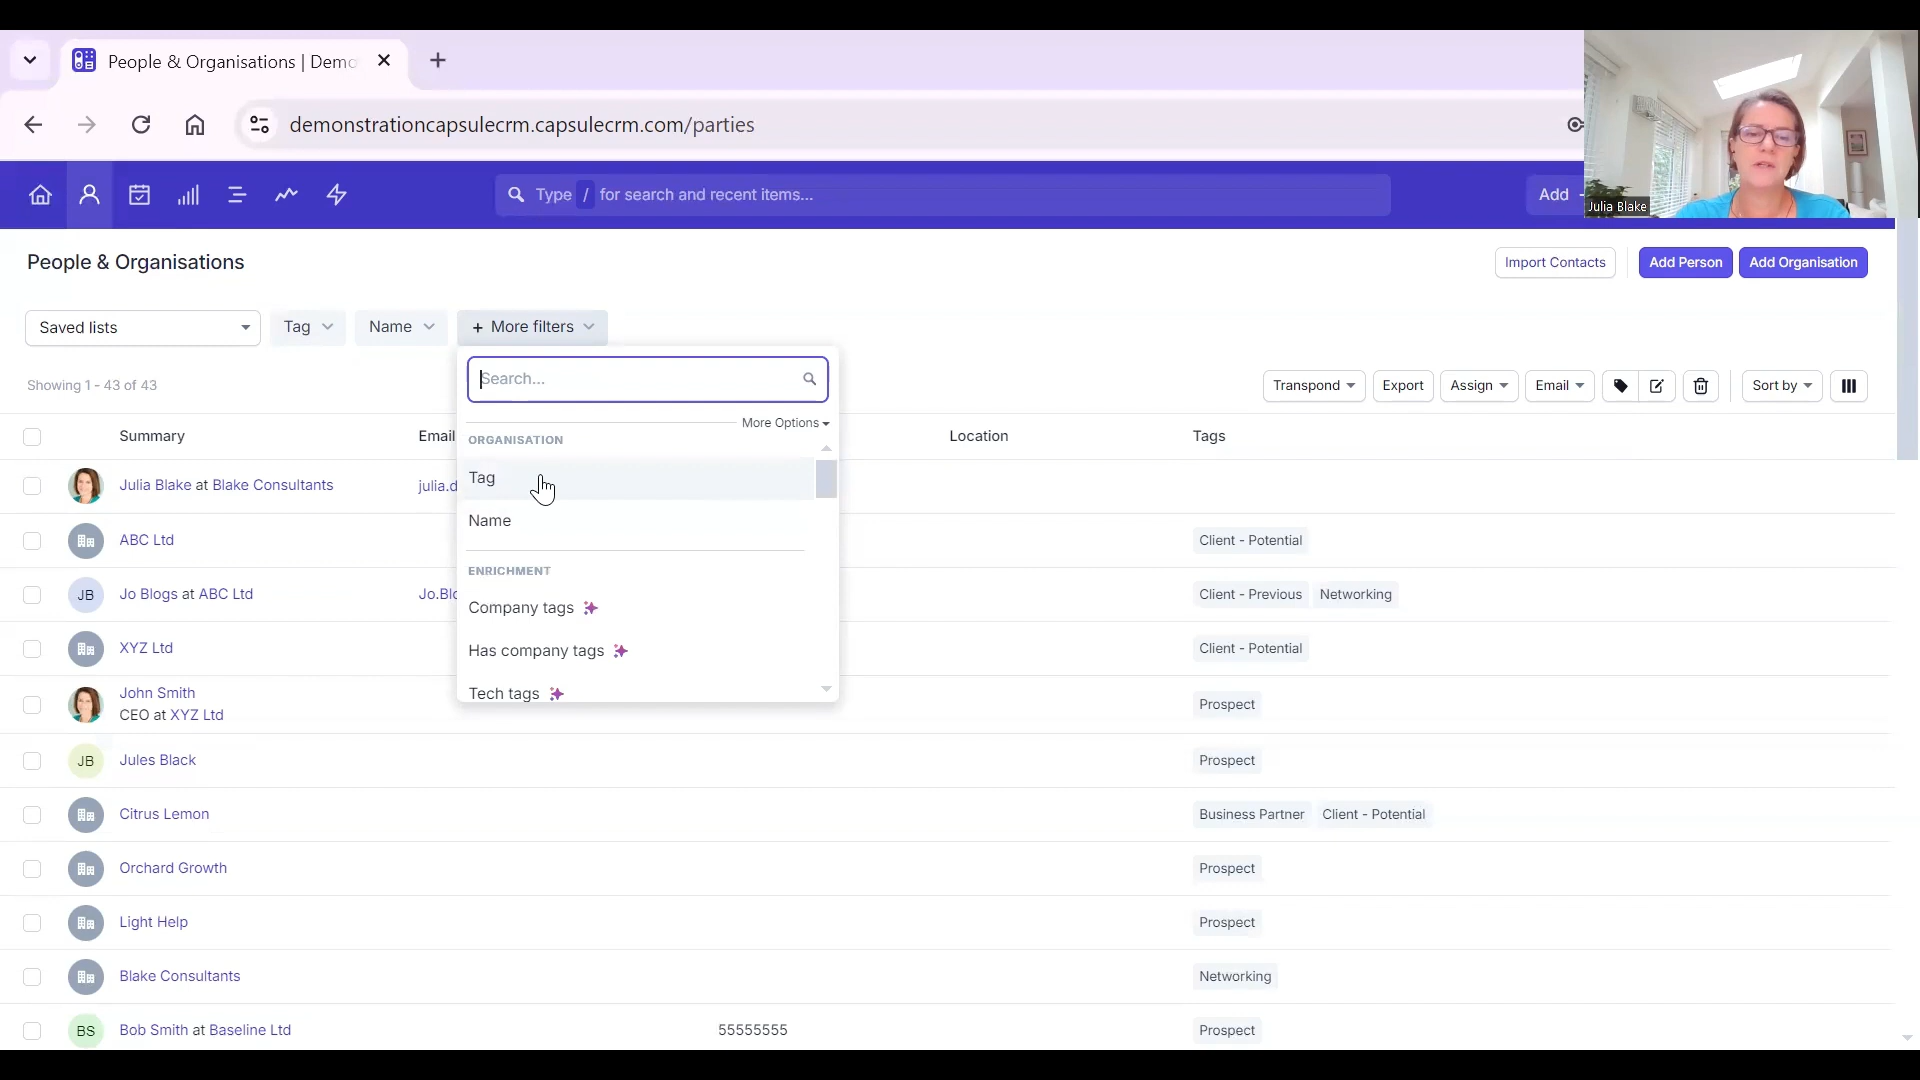 People & Organisations | Demo
demonstrationcapsulecrm.capsulecrm.com/parties
Type / for search and recent items...
Add
Julia Blake
People & Organisations
Import Contacts
Add Person
Add Organisation
Saved lists
Tag
Name
+ More filters
Showing 1 - 43 of 43
Search...
Transpond
Export
Assign
Email
Sort by
More Options
Summary
Email
Location
Tags
ORGANISATION
Tag
Name
ENRICHMENT
Company tags
Has company tags
Tech tags
Julia Blake at Blake Consultants
julia.d
ABC Ltd
Client - Potential
JB
Jo Blogs at ABC Ltd
Jo.Blo
Client - Previous
Networking
XYZ Ltd
Client - Potential
John Smith
CEO at XYZ Ltd
Prospect
JB
Jules Black
Prospect
Citrus Lemon
Business Partner
Client - Potential
Orchard Growth
Prospect
Light Help
Prospect
Blake Consultants
Networking
BS
Bob Smith at Baseline Ltd
55555555
Prospect